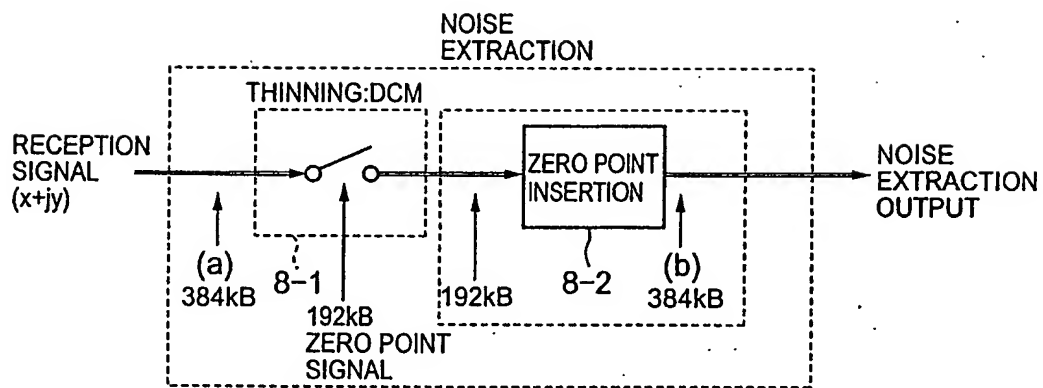 NOISE
EXTRACTION
THINNING:DCM
RECEPTION
SIGNAL
(x+jy)
ZERO POINT
INSERTION
NOISE
EXTRACTION
OUTPUT
(a)
384kB
8-1
192kB
ZERO POINT
SIGNAL
192kB
8-2
(b)
384kB